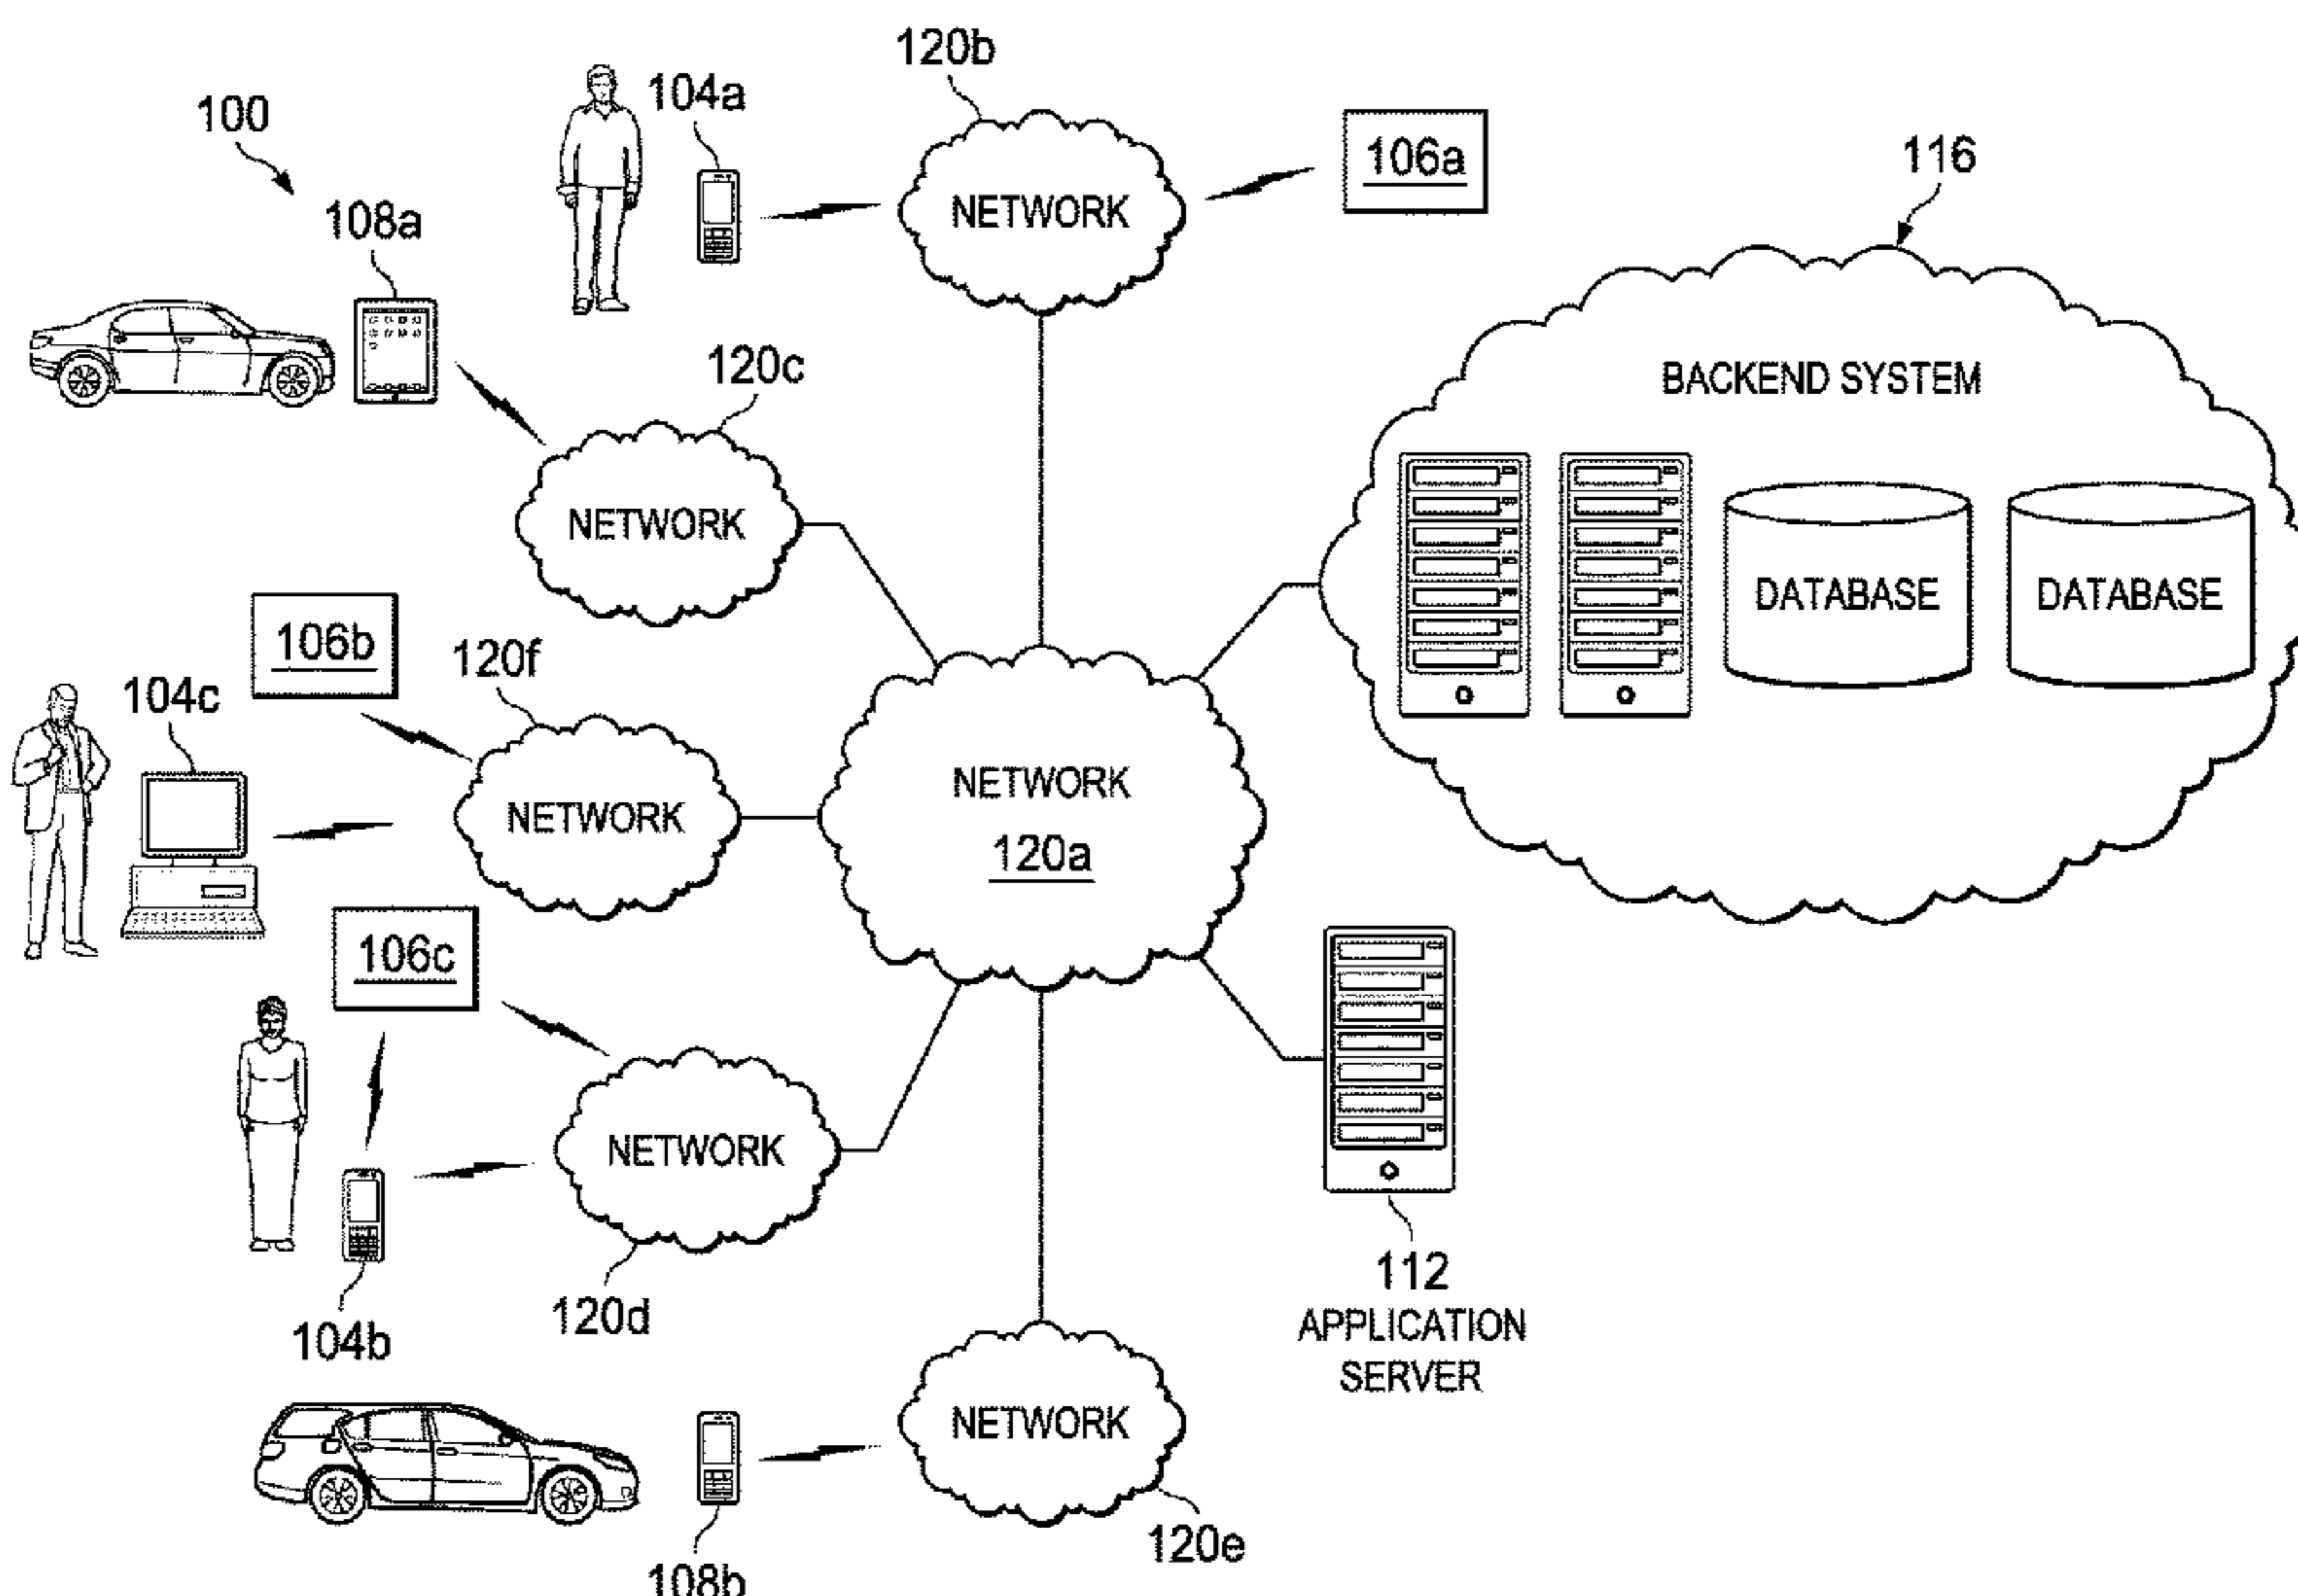 120b
104a
100
106a
116
NETWORK
108a
120c
BACKEND SYSTEM
NETWORK
DATABASE
DATABASE
106b
120f
104c
NETWORK
NETWORK
120a
106c
NETWORK
112
APPLICATION
SERVER
120d
104b
NETWORK
120e
108b